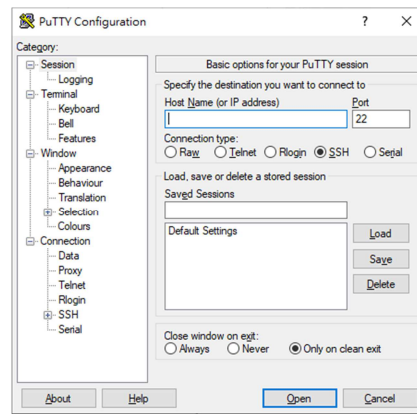 PuTTY Configuration
? ×
Category:
Session
Logging
Terminal
Keyboard
Bell
Features
Window
Appearance
Behaviour
Translation
Selection
Colours
Connection
Data
Proxy
Telnet
Rlogin
SSH
Serial
Basic options for your PuTTY session
Specify the destination you want to connect to
Host Name (or IP address) Port
22
Connection type:
Raw Telnet Rlogin SSH Serial
Load, save or delete a stored session
Saved Sessions
Default Settings
Load
Save
Delete
Close window on exit:
Always Never Only on clean exit
About Help Open Cancel